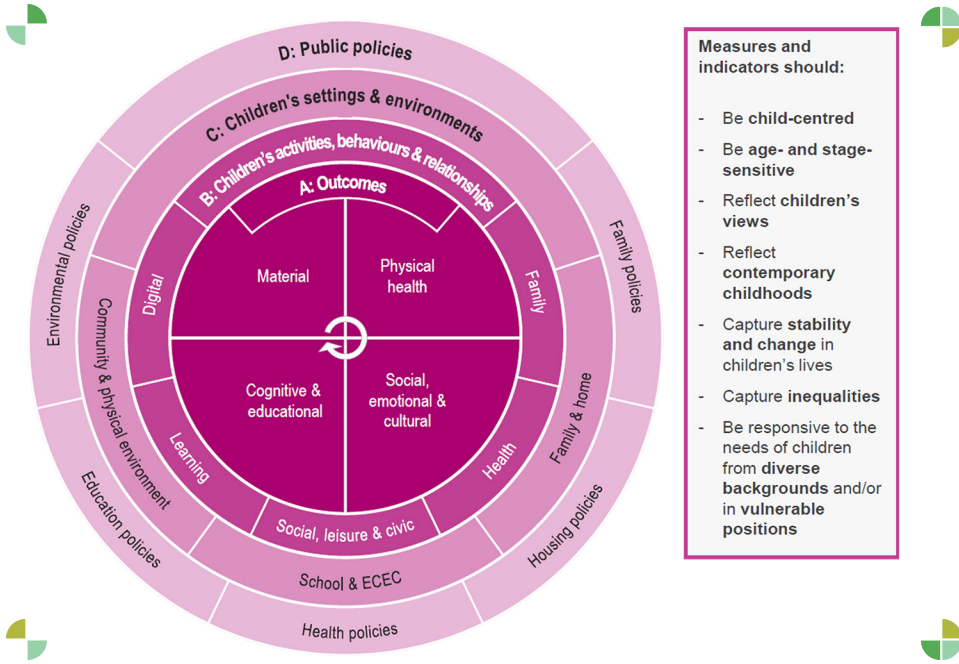 D: Public policies
C: Children's settings & environments
B: Children's activities, behaviours & relationships
A: Outcomes
Material
Physical
health
Cognitive &
educational
Social,
emotional &
cultural
Digital
Family
Learning
Health
Social, leisure & civic
Community & physical environment
Family & home
School & ECEC
Environmental policies
Family policies
Education policies
Housing policies
Health policies
Measures and
indicators should:
- Be child-centred
- Be age- and stage-
sensitive
- Reflect children’s
views
- Reflect
contemporary
childhoods
- Capture stability
and change in
children’s lives
- Capture inequalities
- Be responsive to the
needs of children
from diverse
backgrounds and/or
in vulnerable
positions